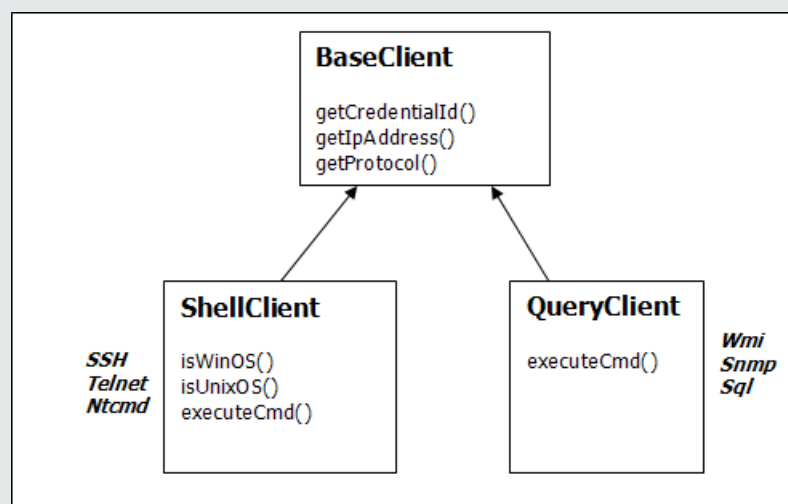 BaseClient
getCredentialId()
getIpAddress()
getProtocol()
SSH
Telnet
Ntcmd
ShellClient
isWinOS()
isUnixOS()
executeCmd()
QueryClient
executeCmd()
Wmi
Snmp
Sql